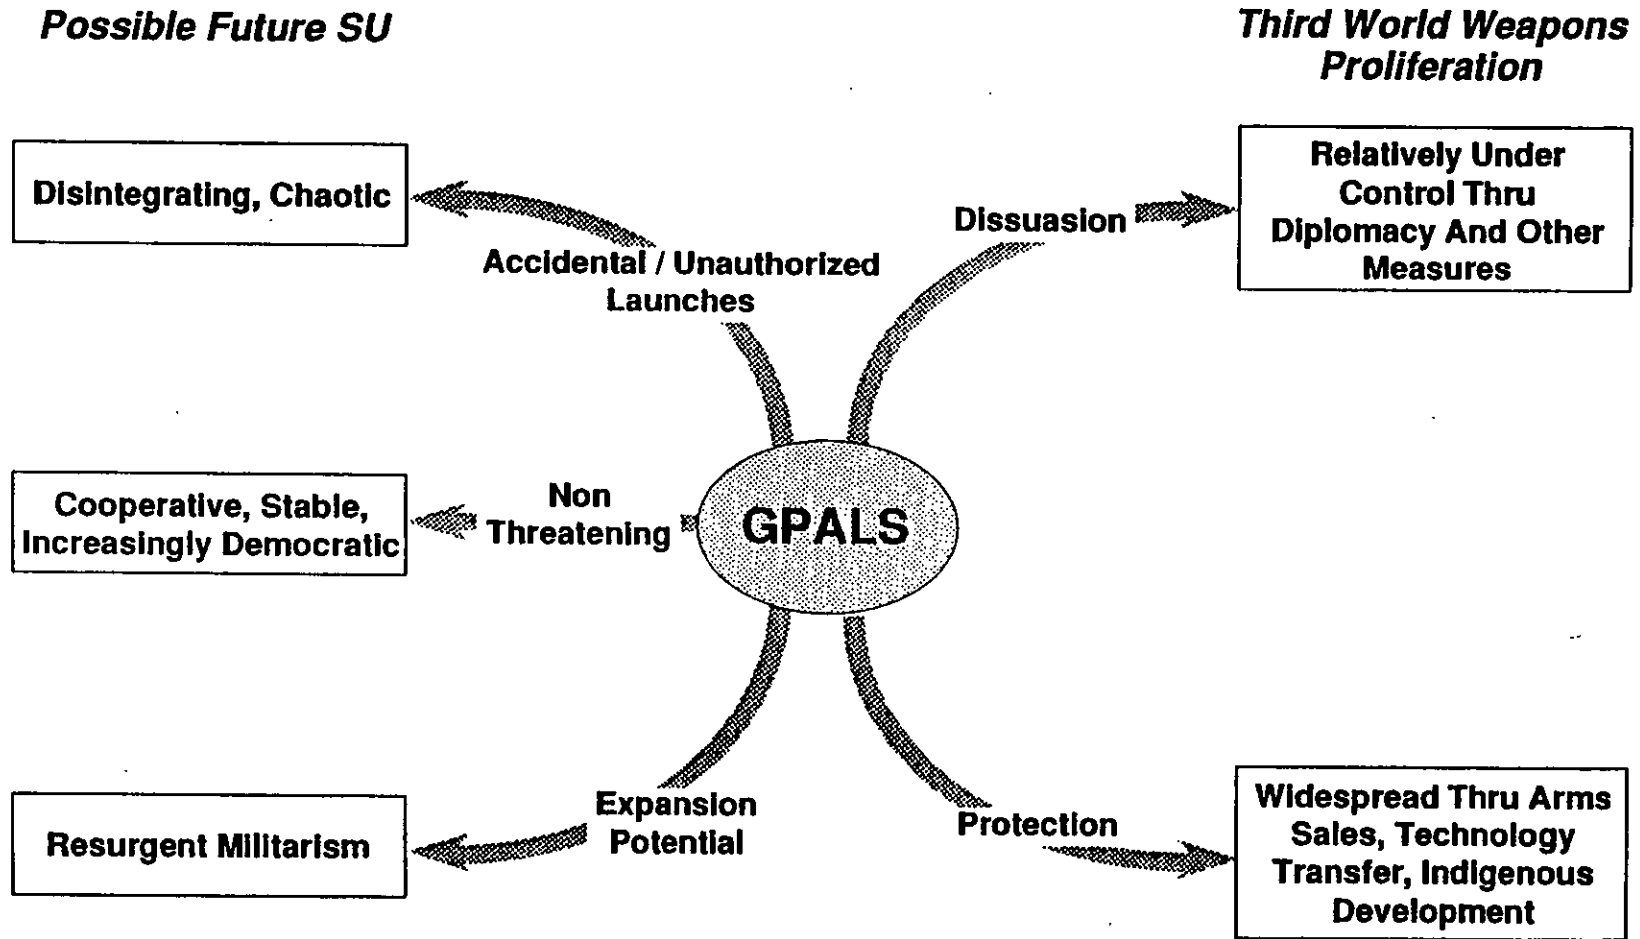 Possible Future SU
Third World Weapons
Proliferation
Disintegrating, Chaotic
Accidental / Unauthorized
Launches
Dissuasion
Relatively Under
Control Thru
Diplomacy And Other
Measures
Cooperative, Stable,
Increasingly Democratic
Non
Threatening
GPALS
Resurgent Militarism
Expansion
Potential
Protection
Widespread Thru Arms
Sales, Technology
Transfer, Indigenous
Development